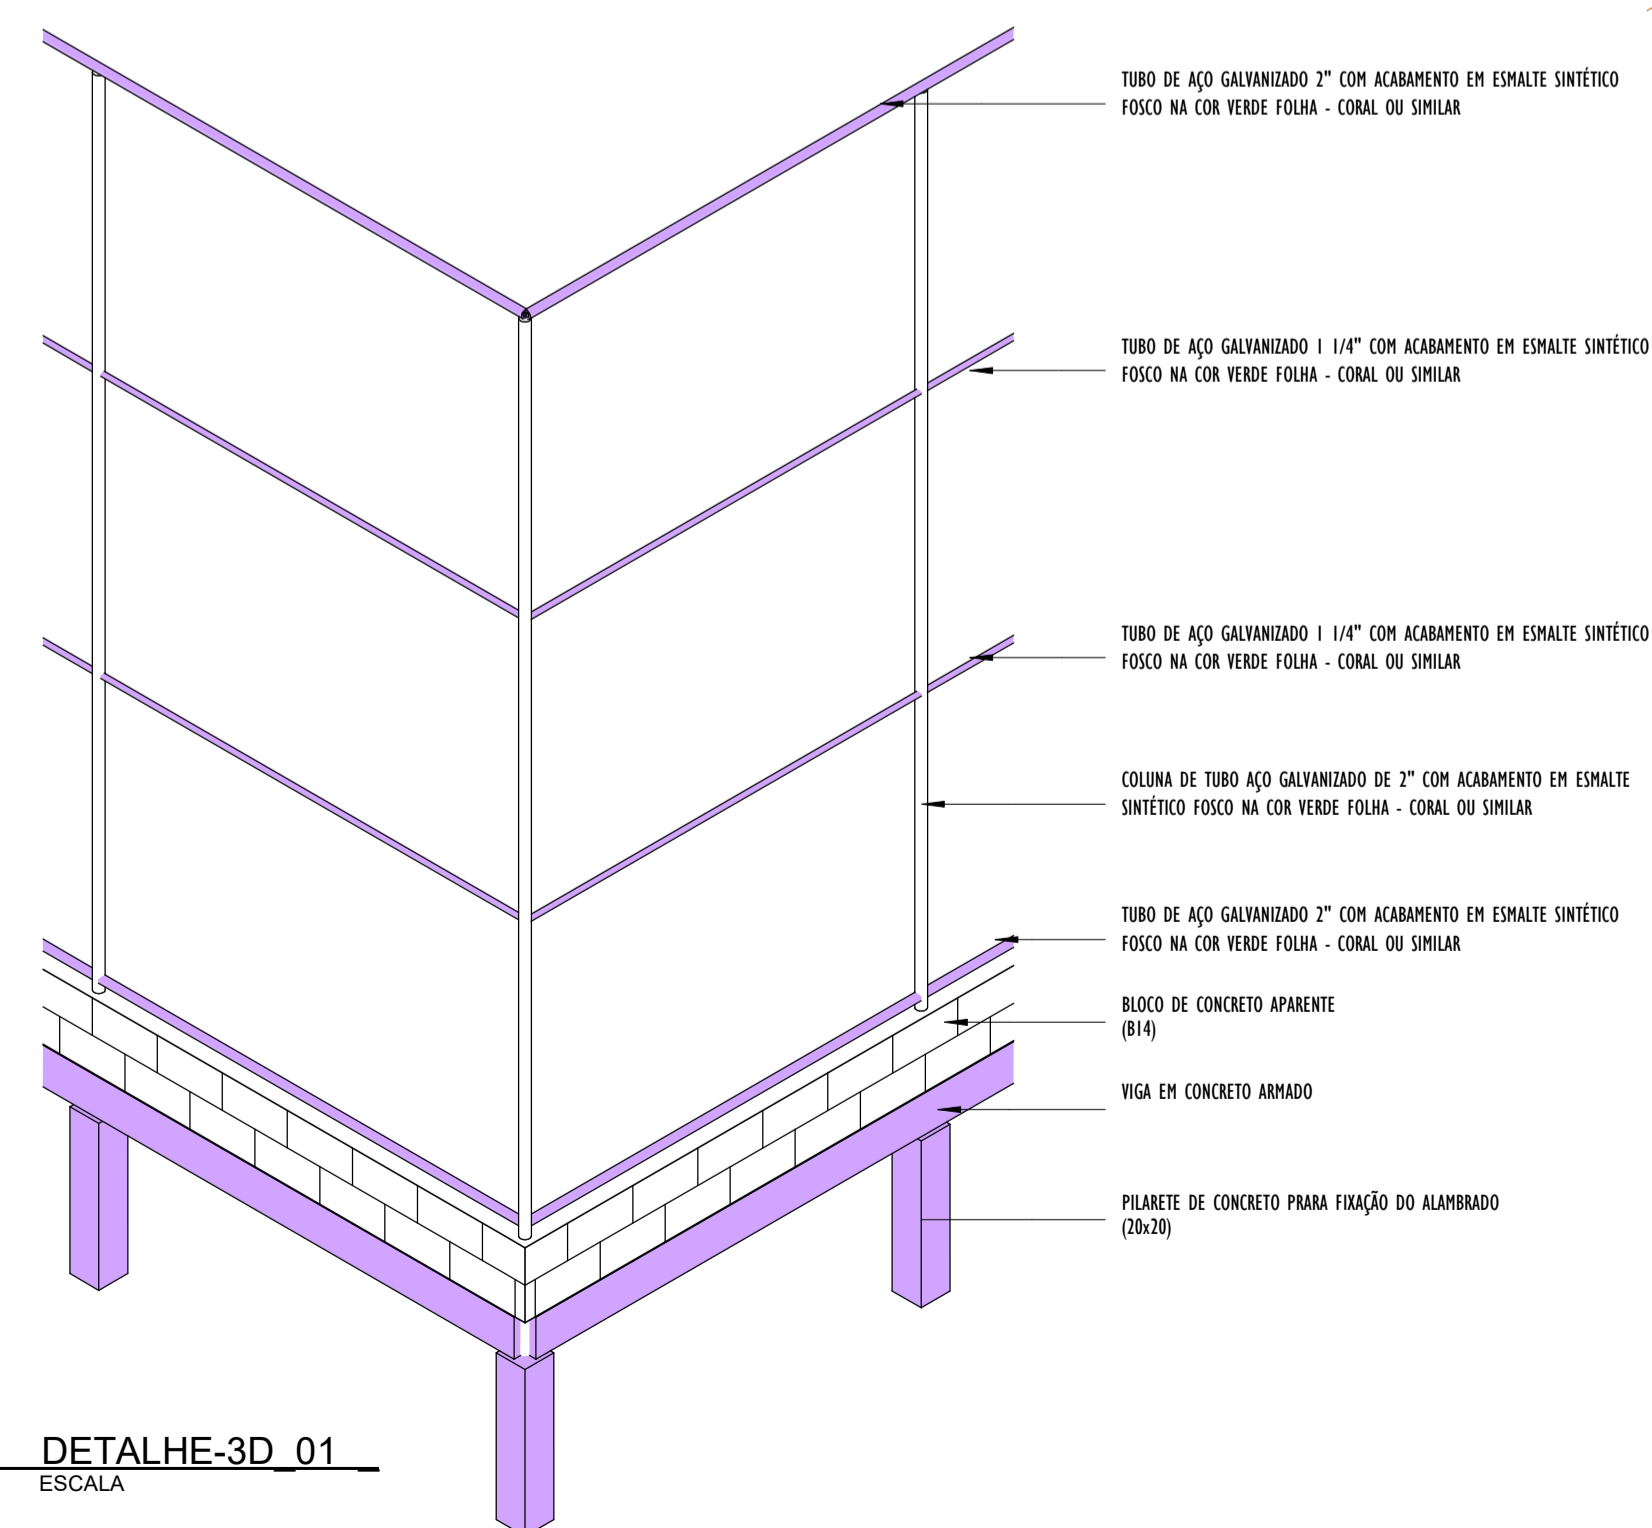 TUBO DE AÇO GALVANIZADO 2" COM ACABAMENTO EM ESMALTE SINTÉTICO
FOSCO NA COR VERDE FOLHA - CORAL OU SIMILAR
TUBO DE AÇO GALVANIZADO 1 1/4" COM ACABAMENTO EM ESMALTE SINTÉTICO
FOSCO NA COR VERDE FOLHA - CORAL OU SIMILAR
TUBO DE AÇO GALVANIZADO 1 1/4" COM ACABAMENTO EM ESMALTE SINTÉTICO
FOSCO NA COR VERDE FOLHA - CORAL OU SIMILAR
COLUNA DE TUBO AÇO GALVANIZADO DE 2" COM ACABAMENTO EM ESMALTE
SINTÉTICO FOSCO NA COR VERDE FOLHA - CORAL OU SIMILAR
TUBO DE AÇO GALVANIZADO 2" COM ACABAMENTO EM ESMALTE SINTÉTICO
FOSCO NA COR VERDE FOLHA - CORAL OU SIMILAR
BLOCO DE CONCRETO APARENTE
(B14)
VIGA EM CONCRETO ARMADO
PILARETE DE CONCRETO PRARA FIXAÇÃO DO ALAMBRADO
(20x20)
DETALHE-3D_01 _
ESCALA